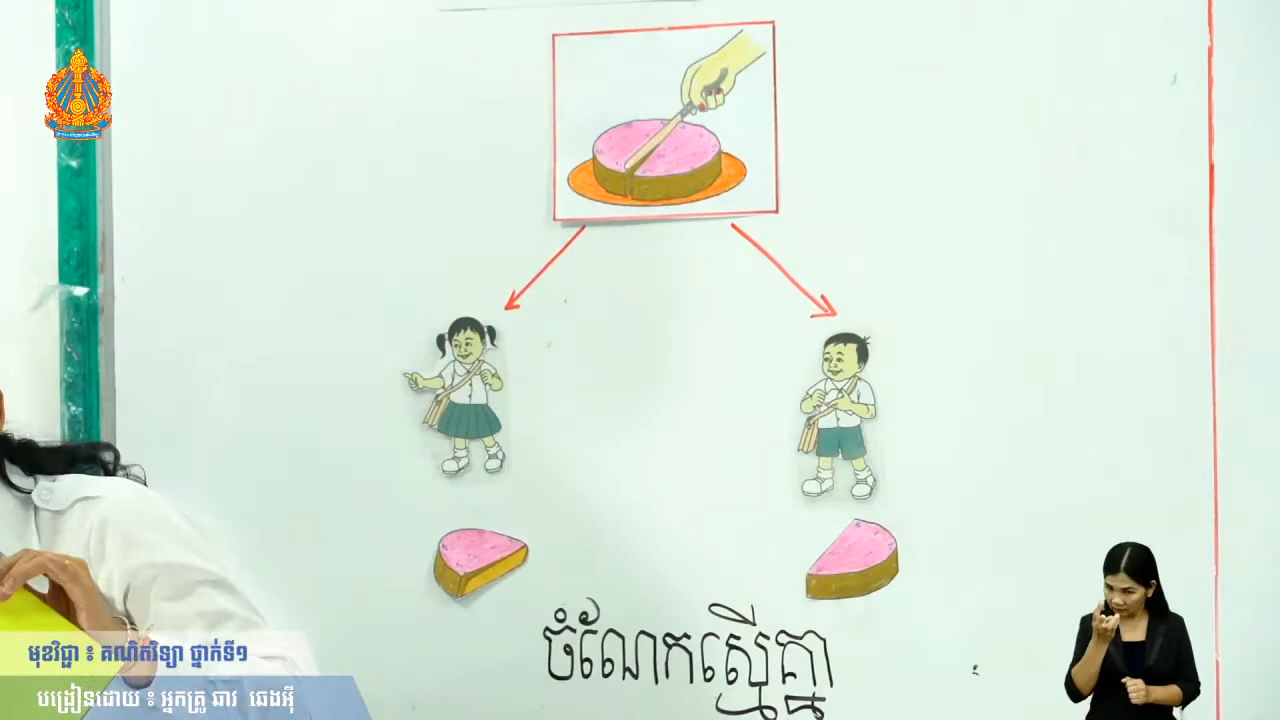 ចំណែកស្មើគ្នា
មុខវិជ្ជា ៖ គណិតវិទ្យា ថ្នាក់ទី១
បង្រៀនដោយ ៖ អ្នកគ្រូ ឆាវ ឆេងអ៊ី